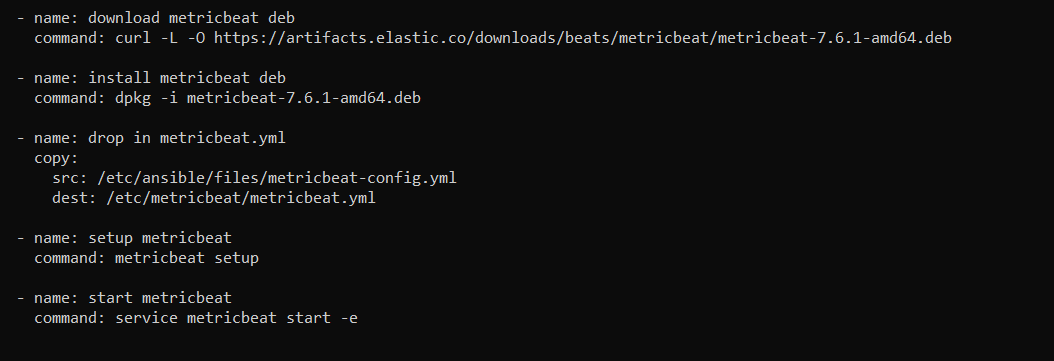 - name: download metricbeat deb
  command: curl -L -O https://artifacts.elastic.co/downloads/beats/metricbeat/metricbeat-7.6.1-amd64.deb

- name: install metricbeat deb
  command: dpkg -i metricbeat-7.6.1-amd64.deb

- name: drop in metricbeat.yml
  copy:
    src: /etc/ansible/files/metricbeat-config.yml
    dest: /etc/metricbeat/metricbeat.yml

- name: setup metricbeat
  command: metricbeat setup

- name: start metricbeat
  command: service metricbeat start -e